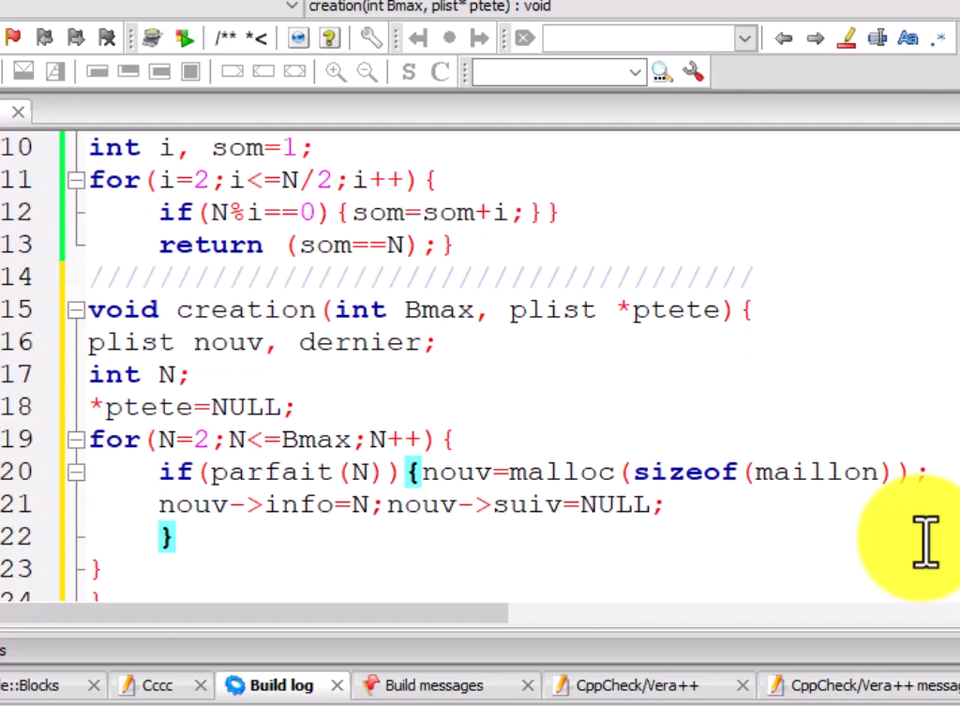 creation(int Bmax, plist* ptete) : void
/** *<
S C
Aa .*
10 int i, som=1;
11 for(i=2;i<=N/2;i++){
12 if(N%i==0){som=som+i;}}
13 return (som==N);}
14 //////////////////////////////////////
15 void creation(int Bmax, plist *ptete){
16 plist nouv, dernier;
17 int N;
18 *ptete=NULL;
19 for(N=2;N<=Bmax;N++){
20 if(parfait(N)){nouv=malloc(sizeof(maillon));
21 nouv->info=N;nouv->suiv=NULL;
22 }
23 }
24 }
s
e::Blocks Cccc Build log Build messages CppCheck/Vera++ CppCheck/Vera++ messag